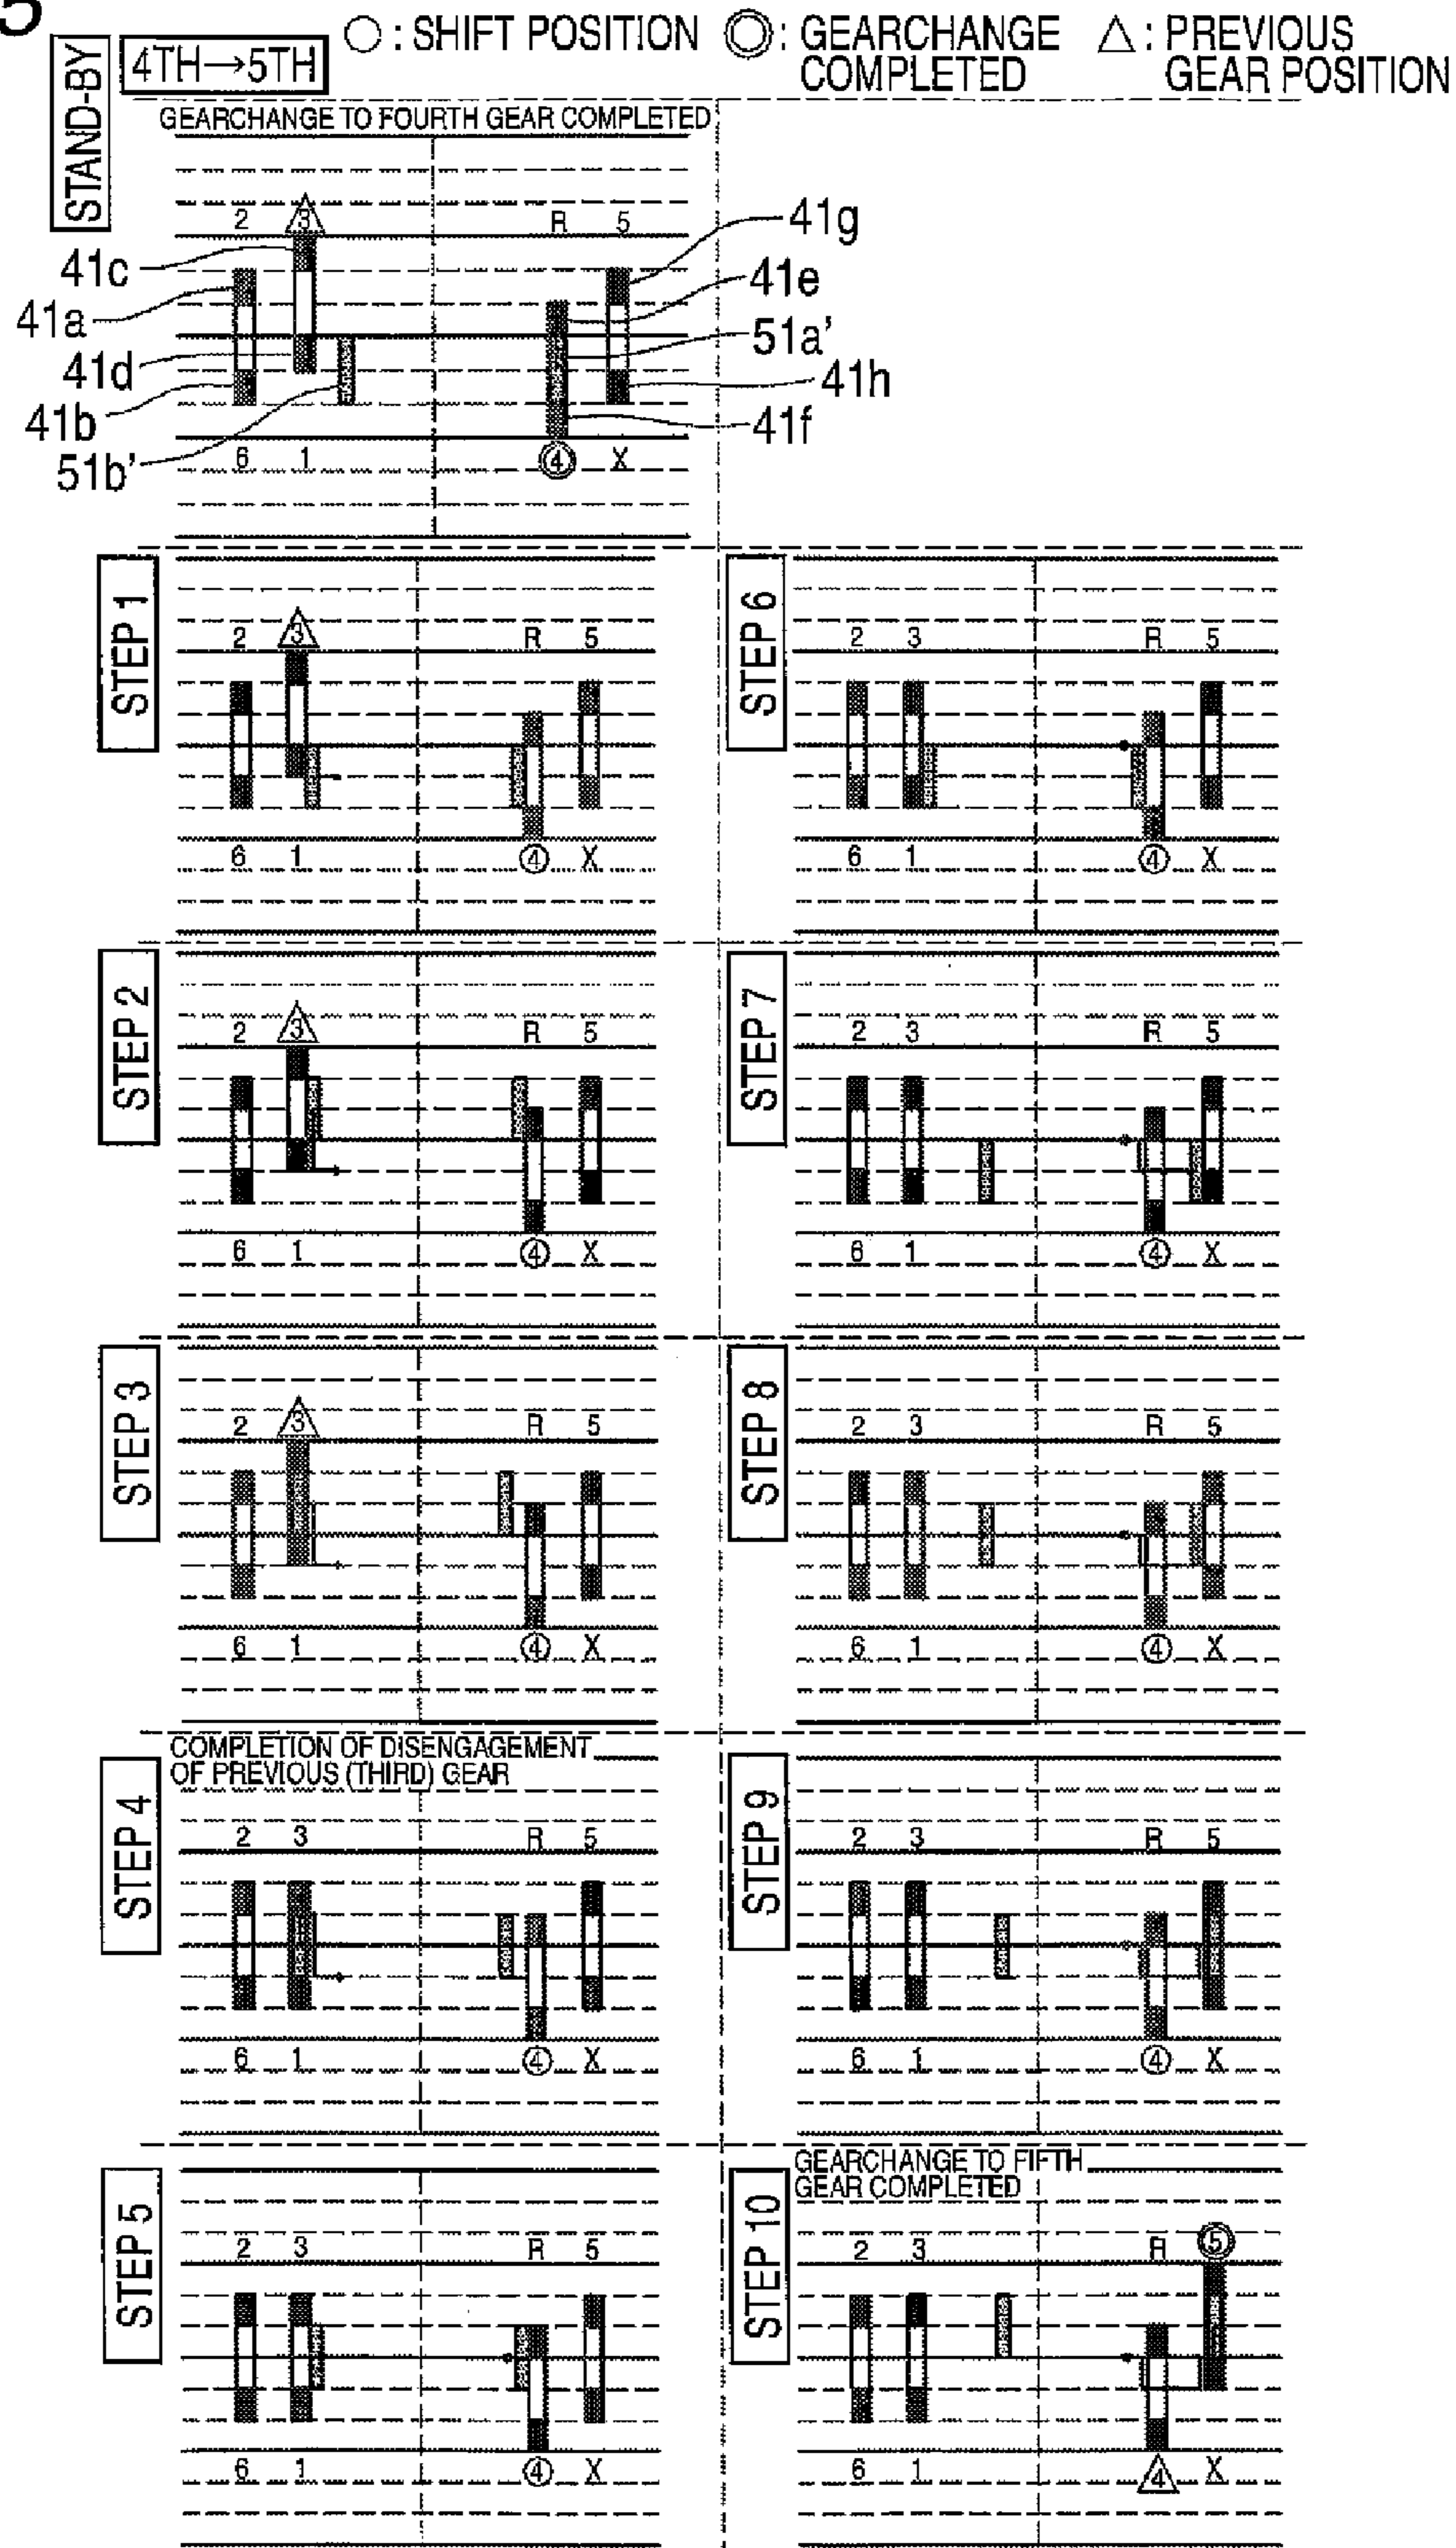 5
○ : SHIFT POSITION ◎ : GEARCHANGE COMPLETED △ : PREVIOUS GEAR POSITION
STAND-BY
4TH→5TH
GEARCHANGE TO FOURTH GEAR COMPLETED
2 3 R 5
41c
41a
41d
41b
51b'
41g
41e
51a'
41h
41f
6 1 4 X
STEP 1
2 3 R 5
6 1 4 X
STEP 2
2 3 R 5
6 1 4 X
STEP 3
2 3 R 5
6 1 4 X
STEP 4
COMPLETION OF DISENGAGEMENT
OF PREVIOUS (THIRD) GEAR
2 3 R 5
6 1 4 X
STEP 5
2 3 R 5
6 1 4 X
STEP 6
2 3 R 5
6 1 4 X
STEP 7
2 3 R 5
6 1 4 X
STEP 8
2 3 R 5
6 1 4 X
STEP 9
2 3 R 5
6 1 4 X
STEP 10
GEARCHANGE TO FIFTH
GEAR COMPLETED
2 3 R 5
6 1 4 X